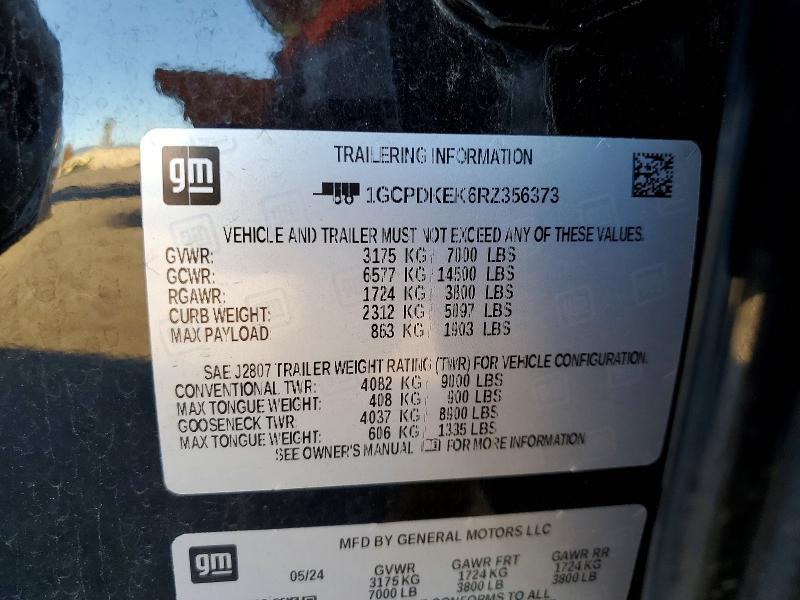 gm
TRAILERING INFORMATION
1GCPDKEK6RZ356373
VEHICLE AND TRAILER MUST NOT EXCEED ANY OF THESE VALUES.
GVWR: 3175 KG/ 7000 LBS
GCWR: 6577 KG/ 14500 LBS
RGAWR: 1724 KG/ 3800 LBS
CURB WEIGHT: 2312 KG/ 5097 LBS
MAX PAYLOAD: 863 KG/ 1903 LBS
SAE J2807 TRAILER WEIGHT RATING (TWR) FOR VEHICLE CONFIGURATION.
CONVENTIONAL TWR: 4082 KG/ 9000 LBS
MAX TONGUE WEIGHT: 408 KG/ 900 LBS
GOOSENECK TWR: 4037 KG/ 8900 LBS
MAX TONGUE WEIGHT: 606 KG/ 1335 LBS
SEE OWNER'S MANUAL FOR MORE INFORMATION
gm
MFD BY GENERAL MOTORS LLC
05/24 GVWR GAWR FRT GAWR RR
3175 KG 1724 KG 1724 KG
7000 LB 3800 LB 3800 LB
CONFORMS TO ALL